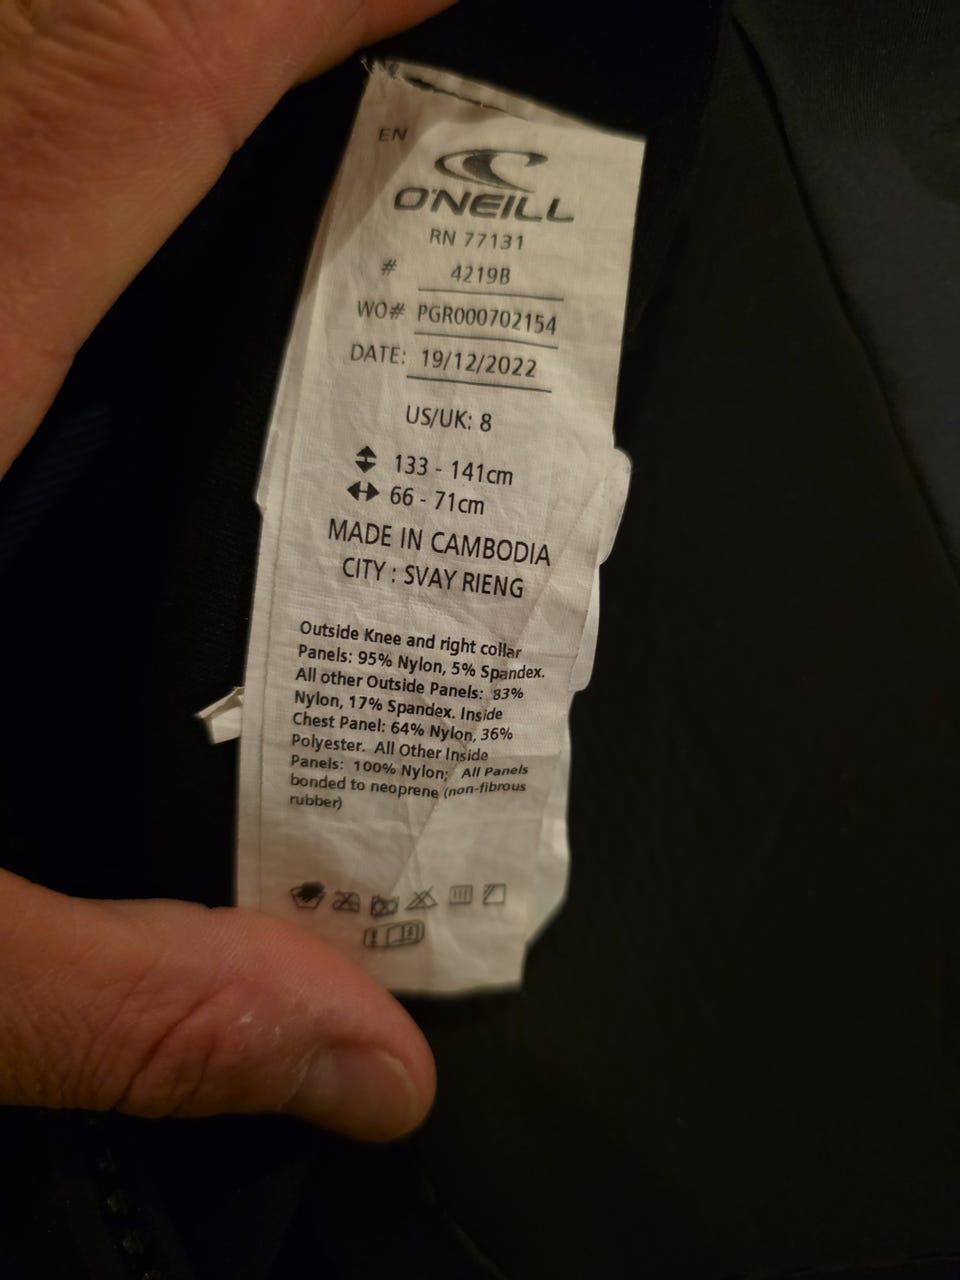 EN
O'NEILL
RN 77131
# 4219B
WO# PGR000702154
DATE: 19/12/2022
US/UK: 8
133 - 141cm
66 - 71cm
MADE IN CAMBODIA
CITY : SVAY RIENG
Outside Knee and right collar
Panels: 95% Nylon, 5% Spandex.
All other Outside Panels: 83%
Nylon, 17% Spandex. Inside
Chest Panel: 64% Nylon, 36%
Polyester. All Other Inside
Panels: 100% Nylon; All Panels
bonded to neoprene (non-fibrous
rubber)